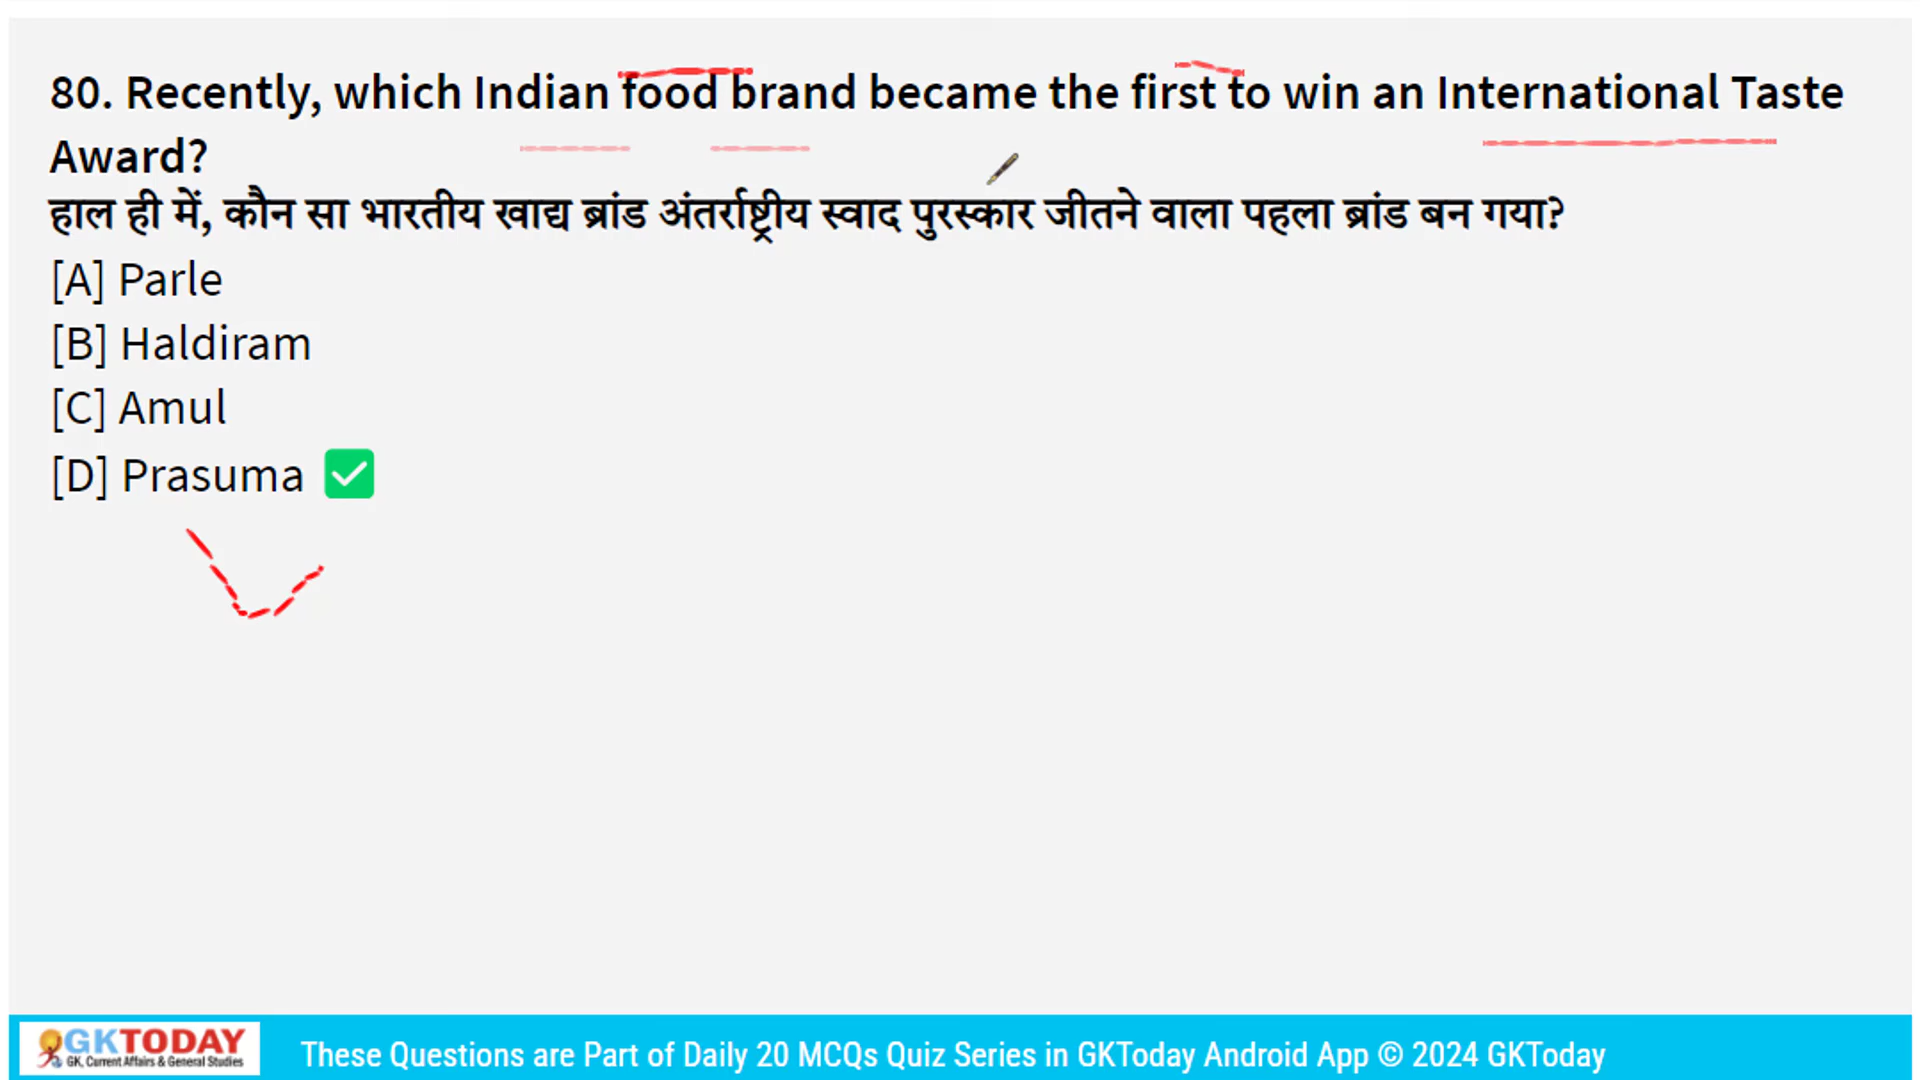 80. Recently, which Indian food brand became the first to win an International Taste
Award?
हाल ही में, कौन सा भारतीय खाद्य ब्रांड अंतर्राष्ट्रीय स्वाद पुरस्कार जीतने वाला पहला ब्रांड बन गया?
[A] Parle
[B] Haldiram
[C] Amul
[D] Prasuma
GKTODAY
GK, Current Affairs & General Studies
These Questions are Part of Daily 20 MCQs Quiz Series in GKToday Android App © 2024 GKToday